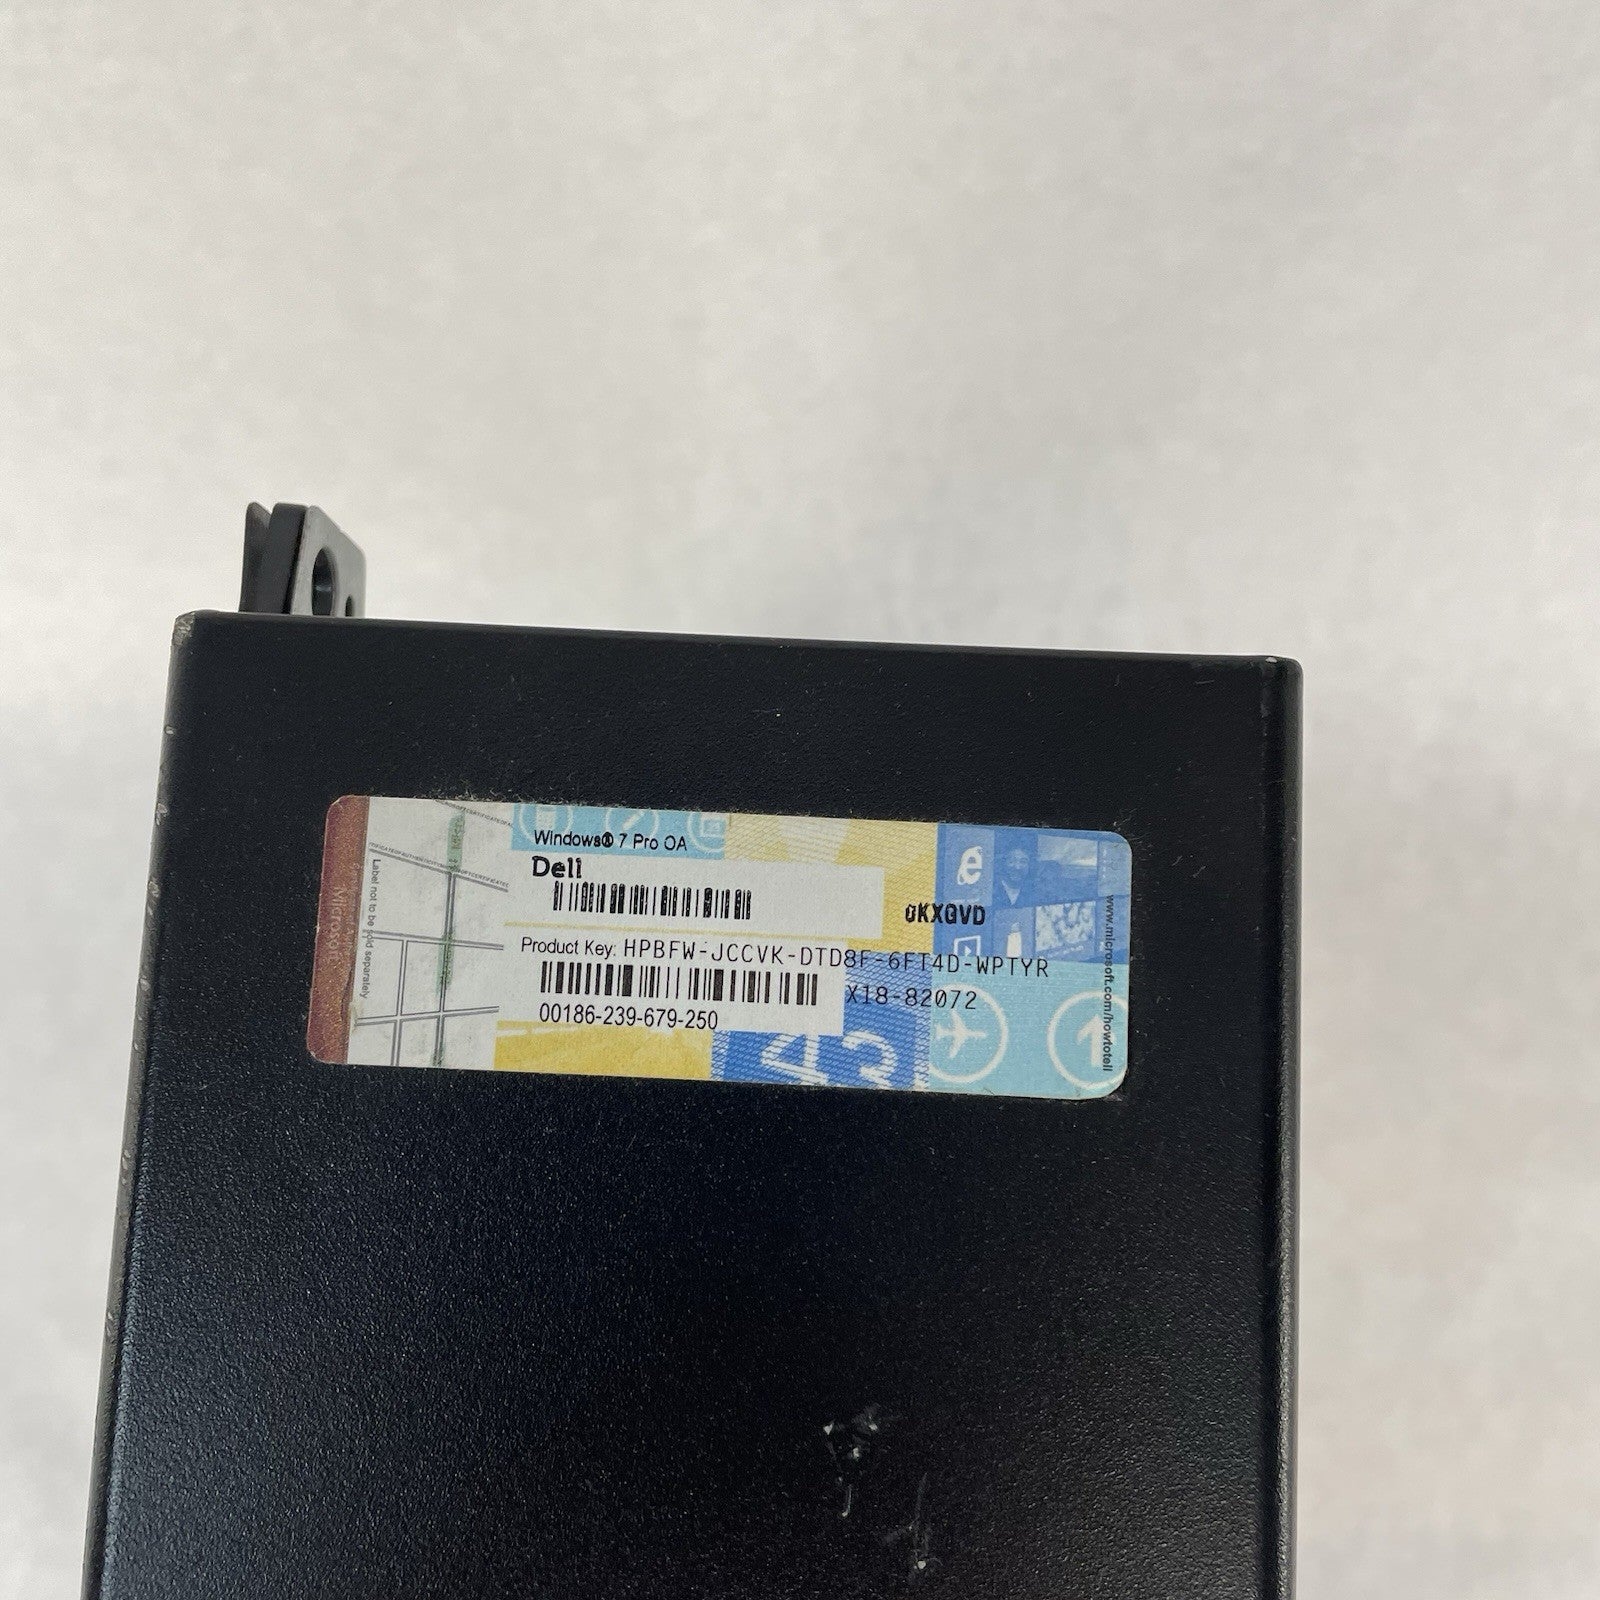 Windows® 7 Pro OA
Dell
0KXQVD
Product Key: HPBFW-JCCVK-DTD8F-6FT4D-WPTYR
X18-82072
00186-239-679-250
Label not to be sold separately
Microsoft
www.microsoft.com/howtotell